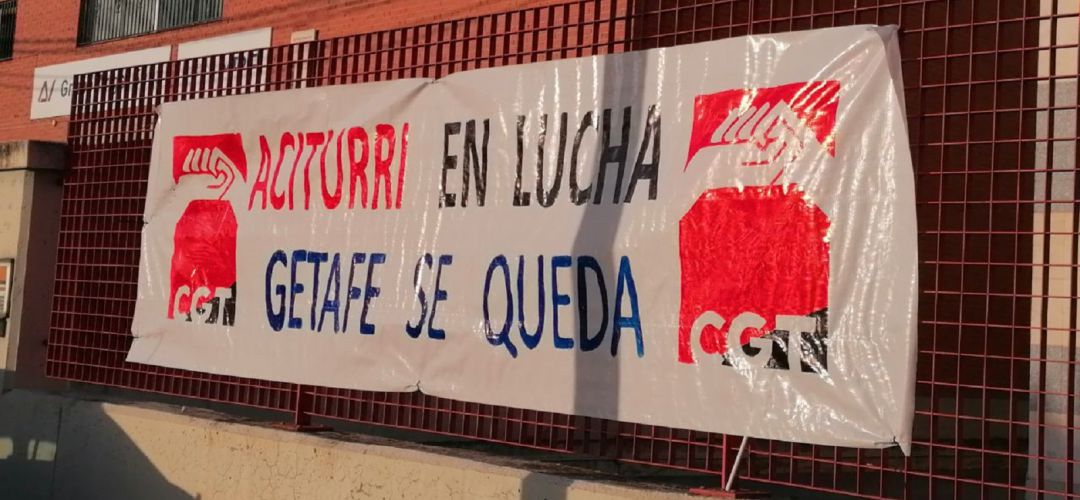 ACITURRI EN LUCHA
GETAFE SE QUEDA
CGT
CGT